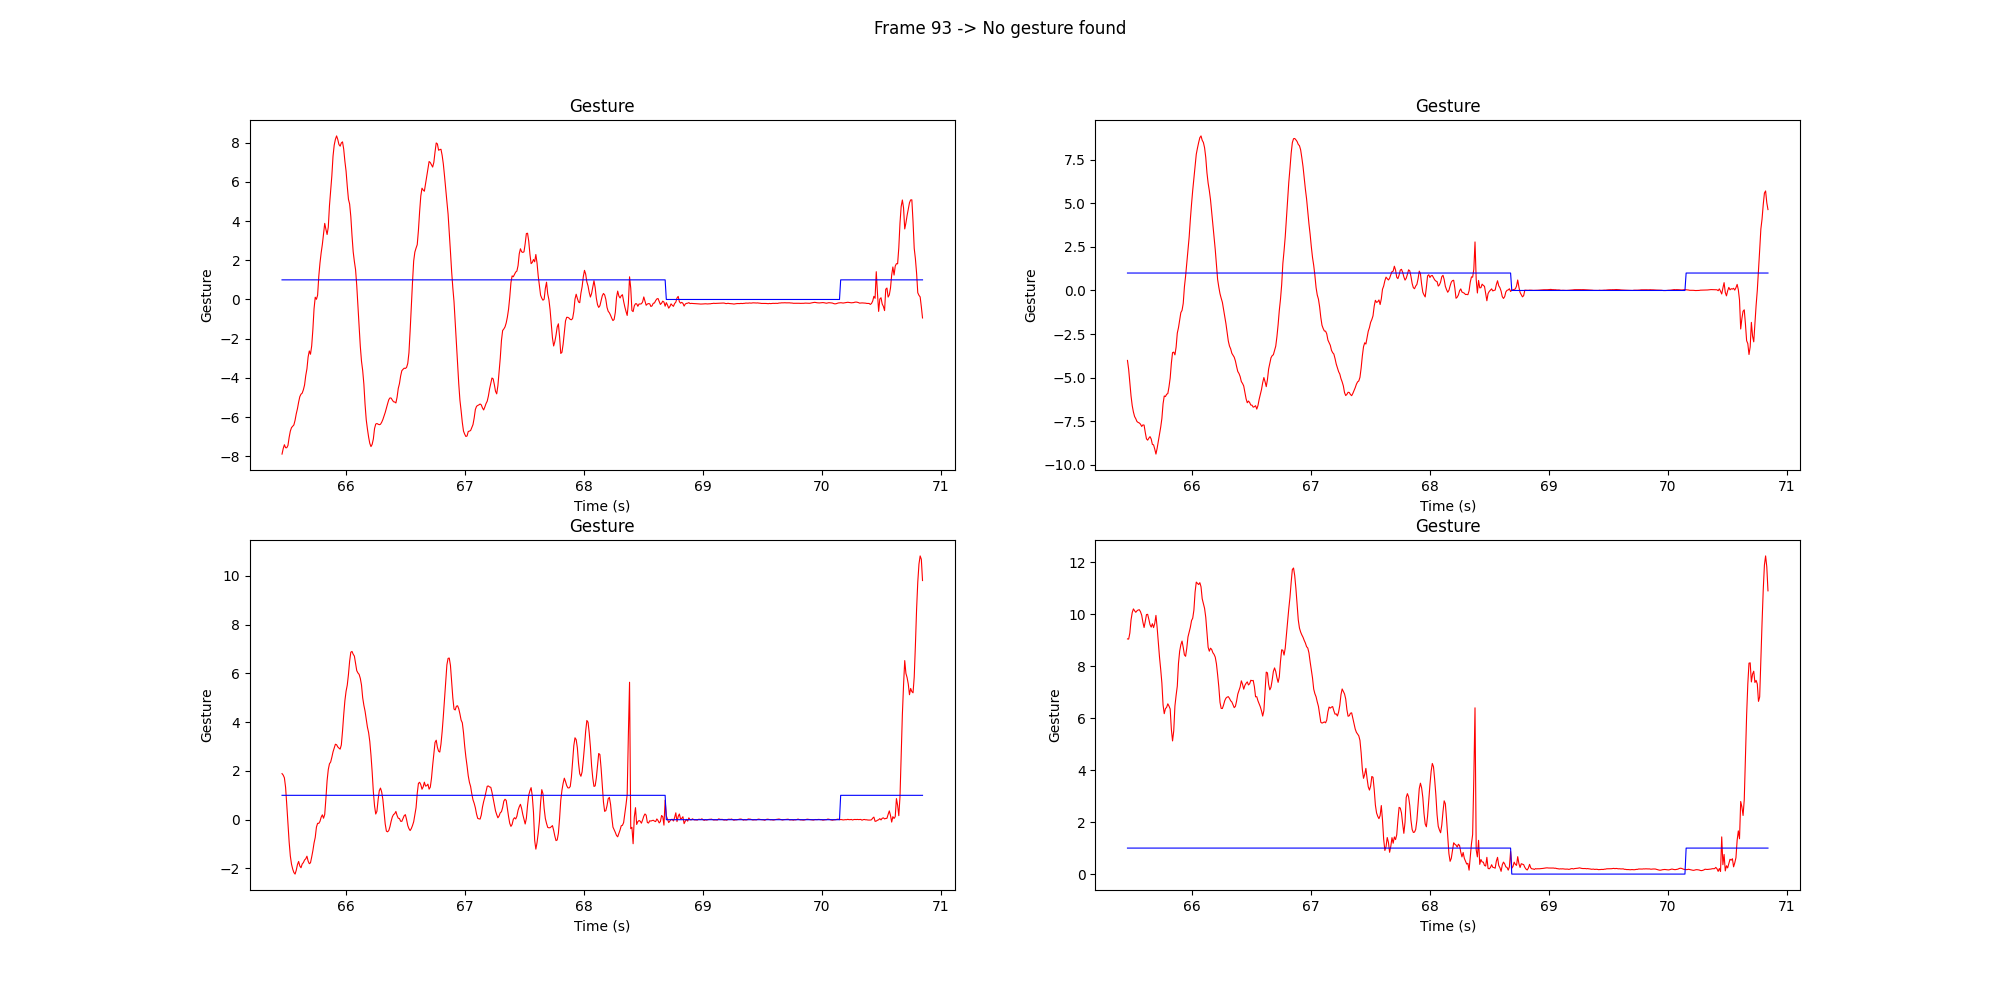 Frame 93 -> No gesture found
Gesture
8
6
4
2
0
−2
−4
−6
−8
Gesture
66 67 68 69 70 71
Time (s)
Gesture
7.5
5.0
2.5
0.0
−2.5
−5.0
−7.5
−10.0
Gesture
66 67 68 69 70 71
Time (s)
Gesture
10
8
6
4
2
0
−2
Gesture
66 67 68 69 70 71
Time (s)
Gesture
12
10
8
6
4
2
0
Gesture
66 67 68 69 70 71
Time (s)